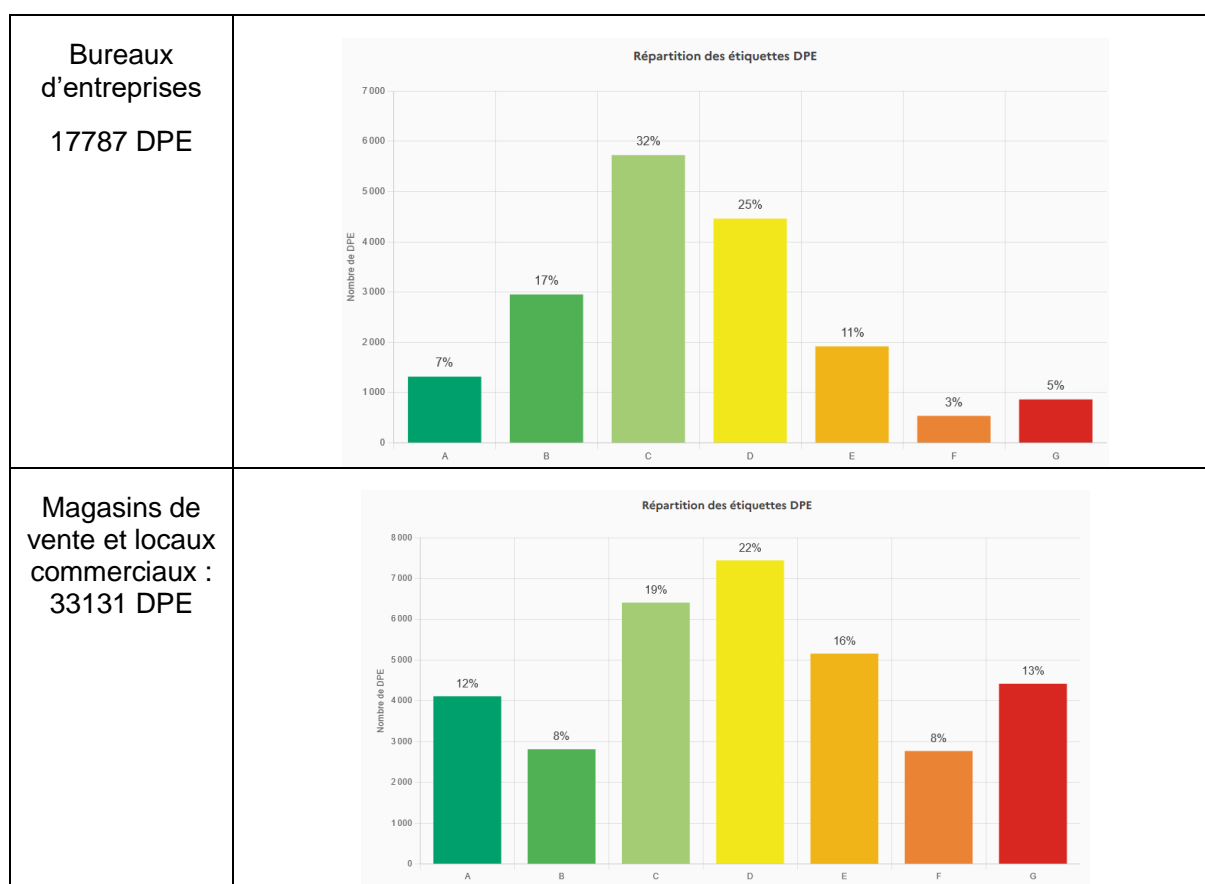 Bureaux
d’entreprises
17787 DPE
Répartition des étiquettes DPE
7 000
6 000
5 000
4 000
3 000
2 000
1 000
0
Nombre de DPE
7%
17%
32%
25%
11%
3%
5%
A B C D E F G
Magasins de
vente et locaux
commerciaux :
33131 DPE
Répartition des étiquettes DPE
8 000
7 000
6 000
5 000
4 000
3 000
2 000
1 000
0
Nombre de DPE
12%
8%
19%
22%
16%
8%
13%
A B C D E F G